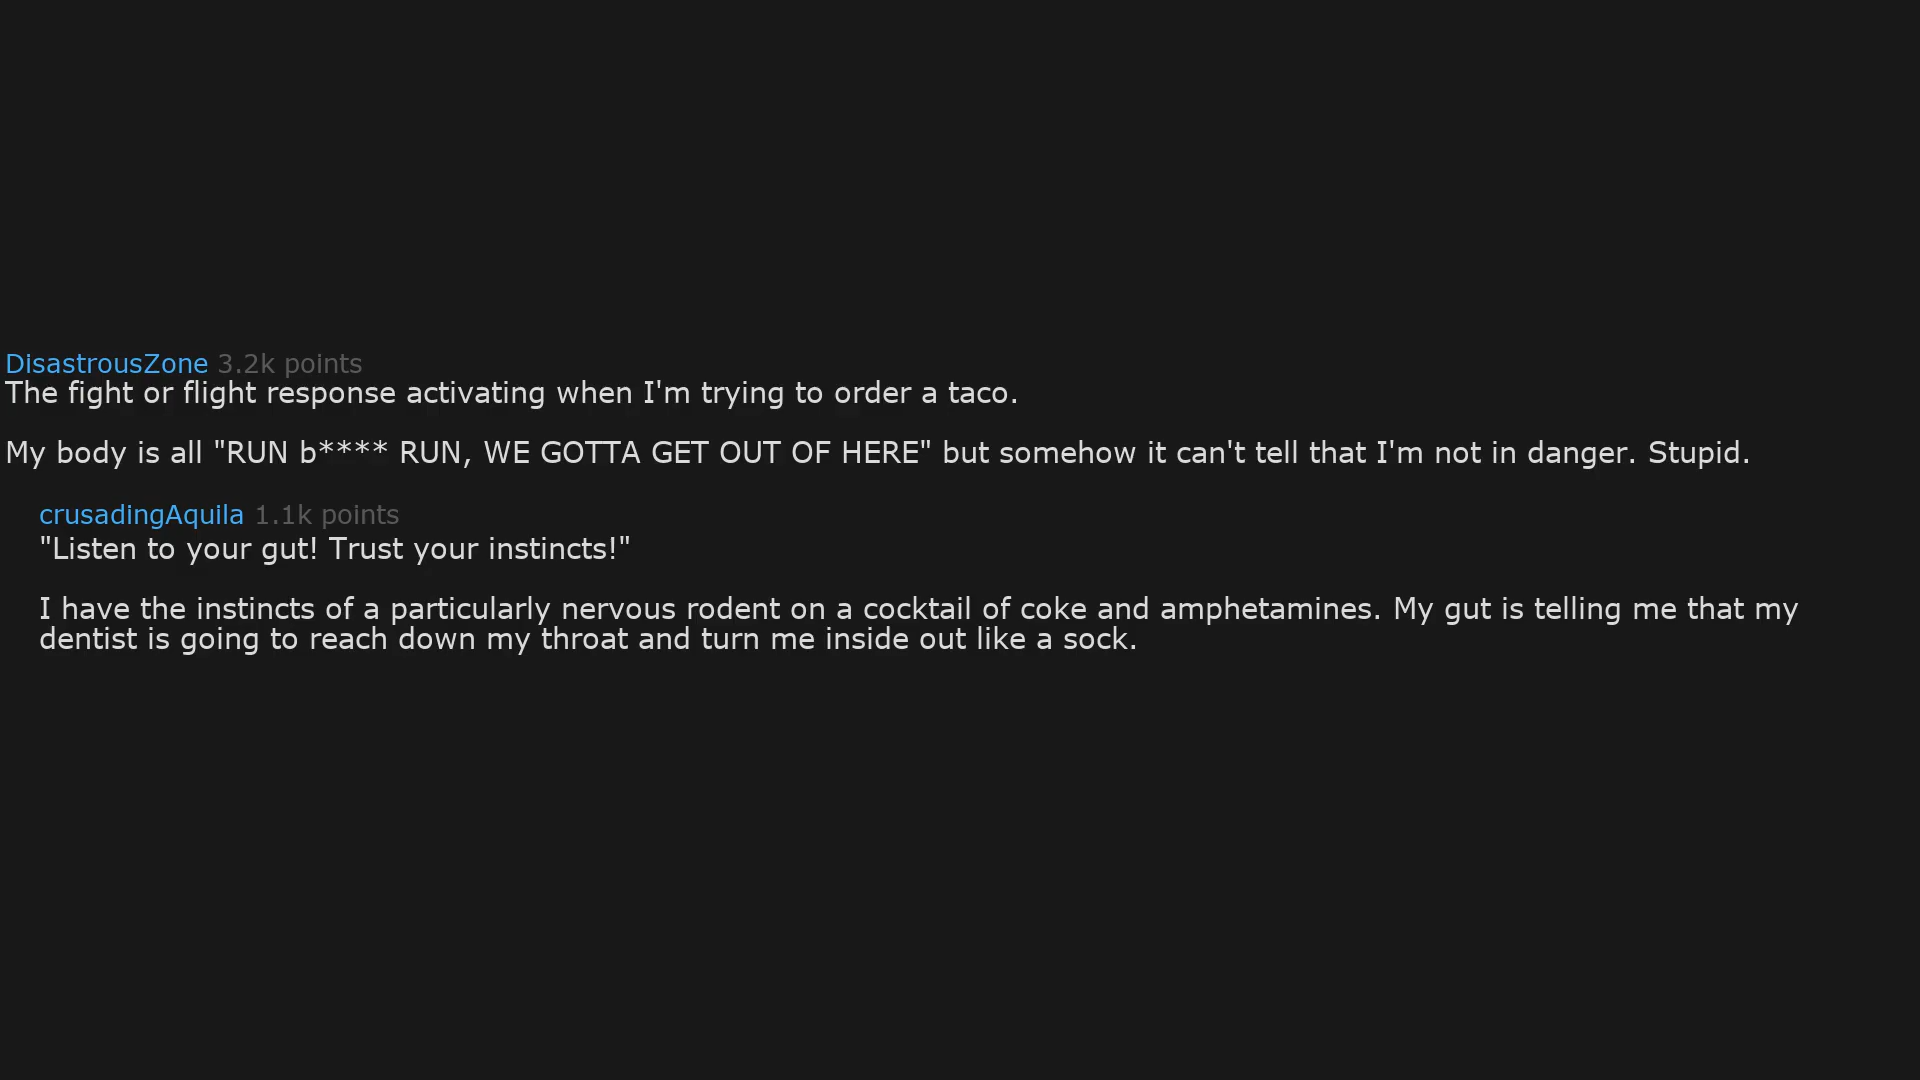 DisastrousZone 3.2k points
The fight or flight response activating when I'm trying to order a taco.
My body is all "RUN b**** RUN, WE GOTTA GET OUT OF HERE" but somehow it can't tell that I'm not in danger. Stupid.
crusadingAquila 1.1k points
"Listen to your gut! Trust your instincts!"
I have the instincts of a particularly nervous rodent on a cocktail of coke and amphetamines. My gut is telling me that my
dentist is going to reach down my throat and turn me inside out like a sock.